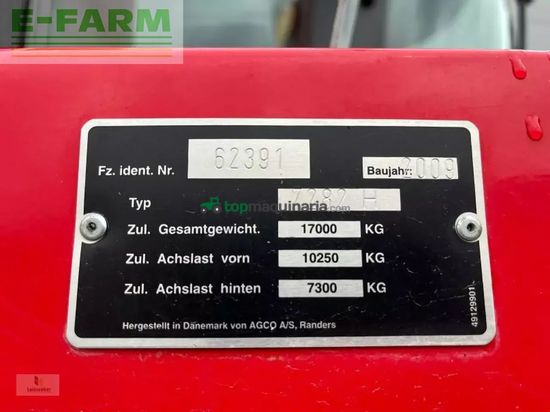 E-FARM
Fz. ident. Nr. 62391 Baujahr: 2009
Typ 7282 H
topmaquinaria.com
Zul. Gesamtgewicht. 17000 KG
Zul. Achslast vorn 10250 KG
Zul. Achslast hinten 7300 KG
Hergestellt in Dänemark von AGCO A/S, Randers
49129901